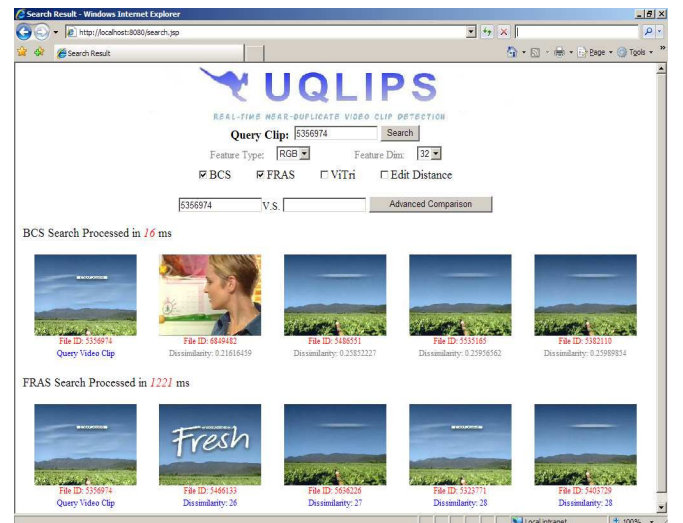 Search Result - Windows Internet Explorer
http://localhost:8080/search.jsp
Search Result
Page Tools
UQLIPS
REAL-TIME NEAR-DUPLICATE VIDEO CLIP DETECTION
Query Clip: 5356974 Search
Feature Type: RGB Feature Dim: 32
BCS FRAS ViTri Edit Distance
5356974 V.S. Advanced Comparison
BCS Search Processed in 16 ms
File ID: 5356974 File ID: 6849482 File ID: 5486551 File ID: 5535165 File ID: 5382110
Query Video Clip Dissimilarity: 0.21616459 Dissimilarity: 0.25852227 Dissimilarity: 0.25956562 Dissimilarity: 0.25989854
FRAS Search Processed in 1221 ms
Fresh
File ID: 5356974 File ID: 5466133 File ID: 5636226 File ID: 5323771 File ID: 5403729
Query Video Clip Dissimilarity: 26 Dissimilarity: 27 Dissimilarity: 28 Dissimilarity: 28
Local intranet 100%